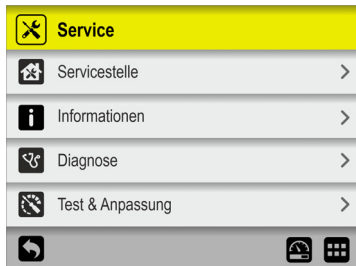 Service
Servicestelle
Informationen
Diagnose
Test & Anpassung